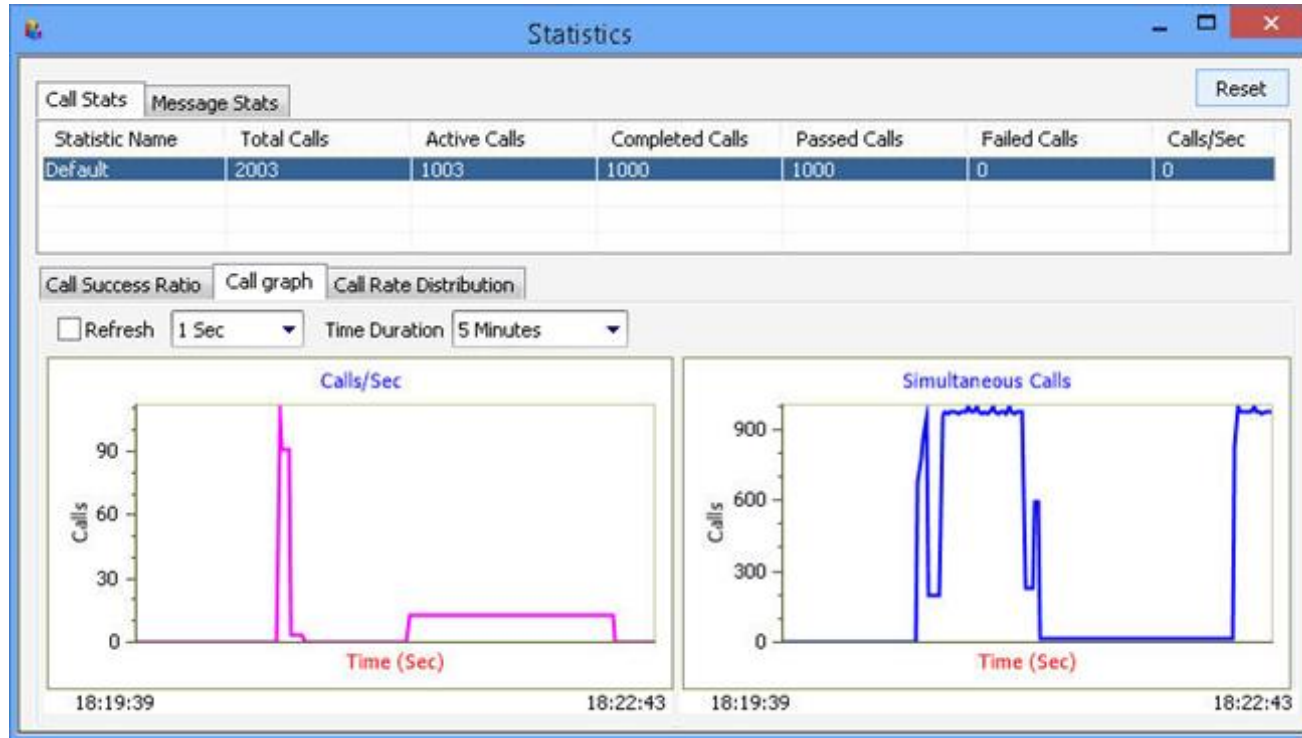 Statistics
Reset
Call Stats Message Stats
Statistic Name Total Calls Active Calls Completed Calls Passed Calls Failed Calls Calls/Sec
Default 2003 1003 1000 1000 0 0
Call Success Ratio Call graph Call Rate Distribution
Refresh 1 Sec Time Duration 5 Minutes
Calls/Sec
90
60
30
0
Calls
Time (Sec)
18:19:39 18:22:43
Simultaneous Calls
900
600
300
0
Calls
Time (Sec)
18:19:39 18:22:43